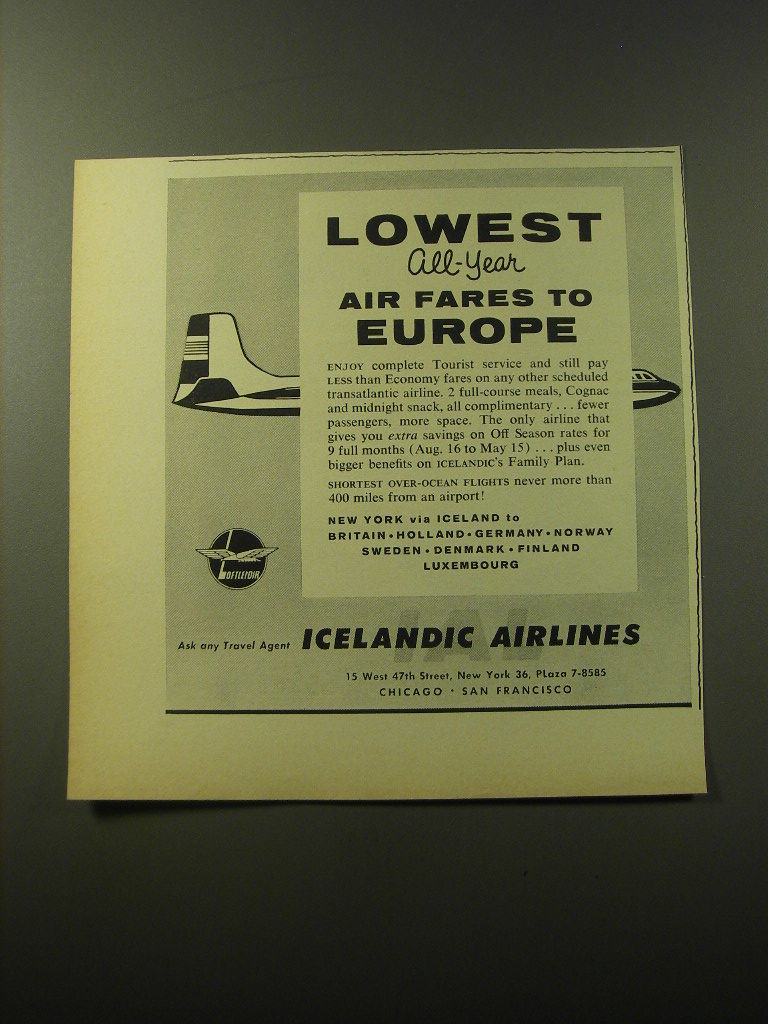 LOWEST
All-Year
AIR FARES TO
EUROPE
ENJOY complete Tourist service and still pay
LESS than Economy fares on any other scheduled
transatlantic airline. 2 full-course meals, Cognac
and midnight snack, all complimentary . . . fewer
passengers, more space. The only airline that
gives you extra savings on Off Season rates for
9 full months (Aug. 16 to May 15) . . . plus even
bigger benefits on ICELANDIC's Family Plan.
SHORTEST OVER-OCEAN FLIGHTS never more than
400 miles from an airport!
NEW YORK via ICELAND to
BRITAIN • HOLLAND • GERMANY • NORWAY
SWEDEN • DENMARK • FINLAND
LUXEMBOURG
LOFTLEIDIR
Ask any Travel Agent ICELANDIC AIRLINES
15 West 47th Street, New York 36, PLaza 7-8585
CHICAGO • SAN FRANCISCO